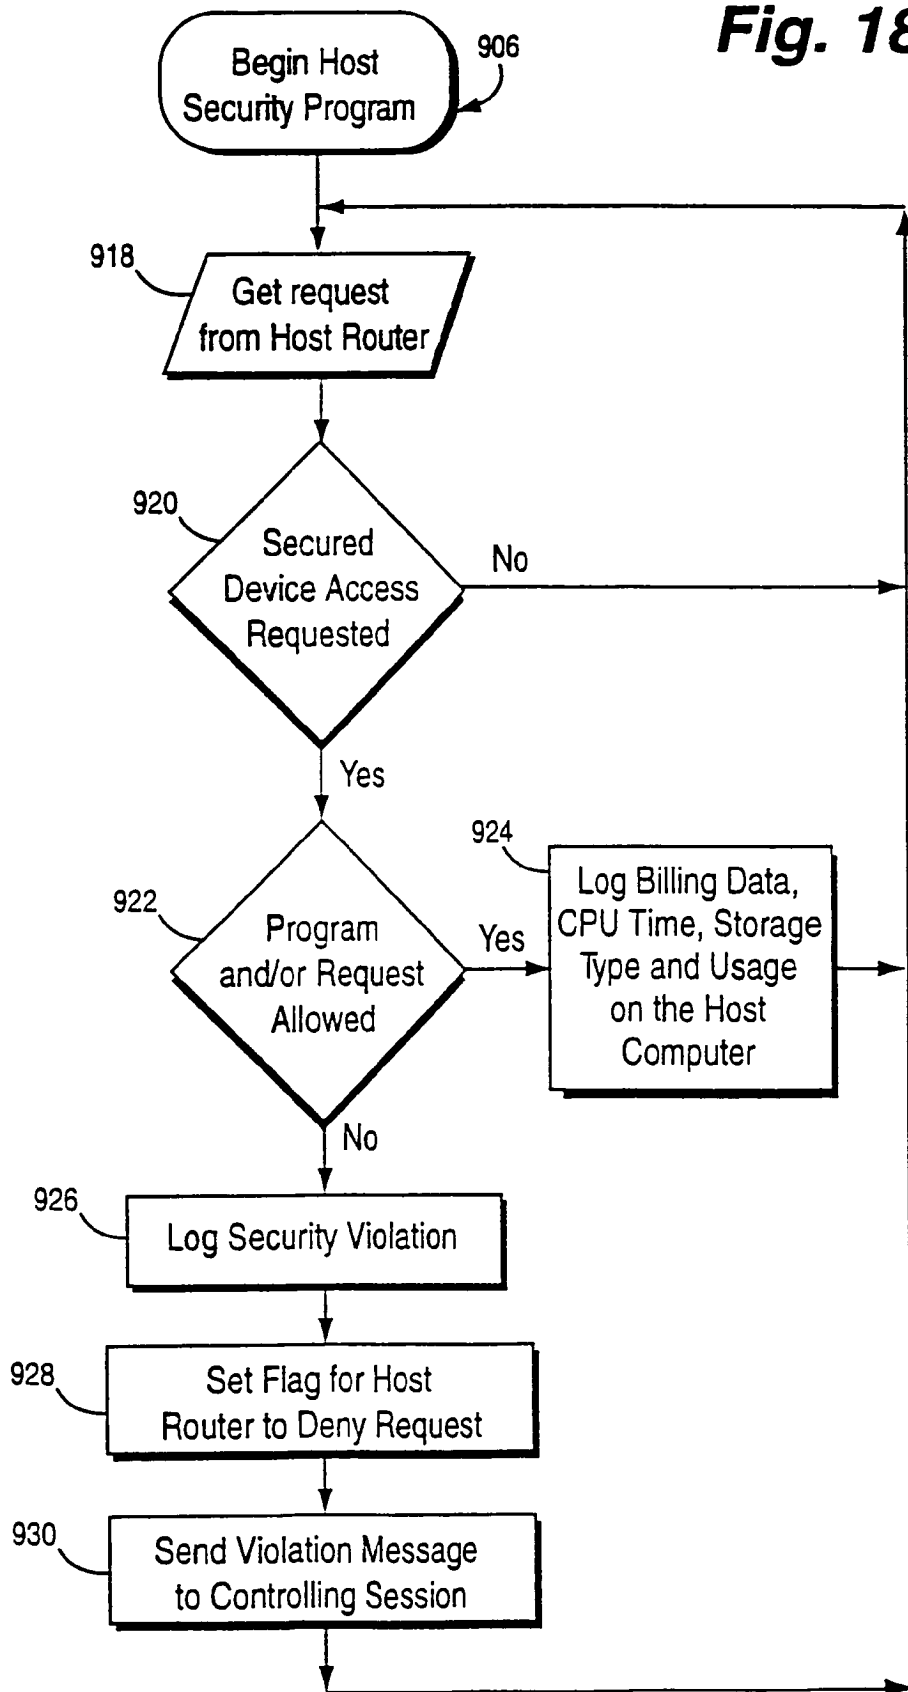 Fig. 18
Begin Host
Security Program
906
918
Get request
from Host Router
920
Secured
Device Access
Requested
No
Yes
922
Program
and/or Request
Allowed
Yes
924
Log Billing Data,
CPU Time, Storage
Type and Usage
on the Host
Computer
No
926
Log Security Violation
928
Set Flag for Host
Router to Deny Request
930
Send Violation Message
to Controlling Session